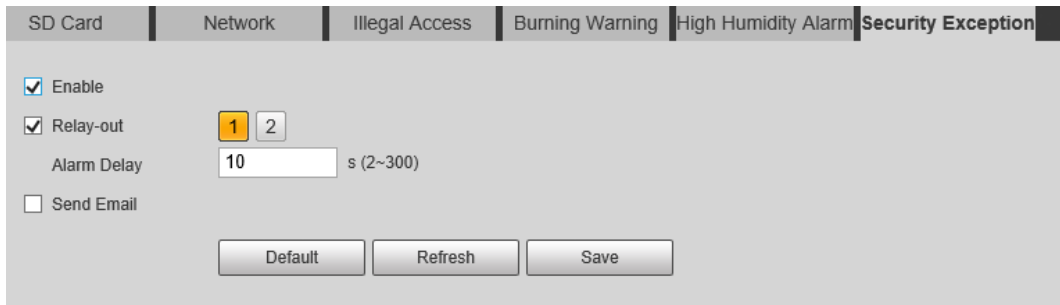 SD Card Network Illegal Access Burning Warning High Humidity Alarm Security Exception
Enable
Relay-out 1 2
Alarm Delay 10 s (2~300)
Send Email
Default Refresh Save